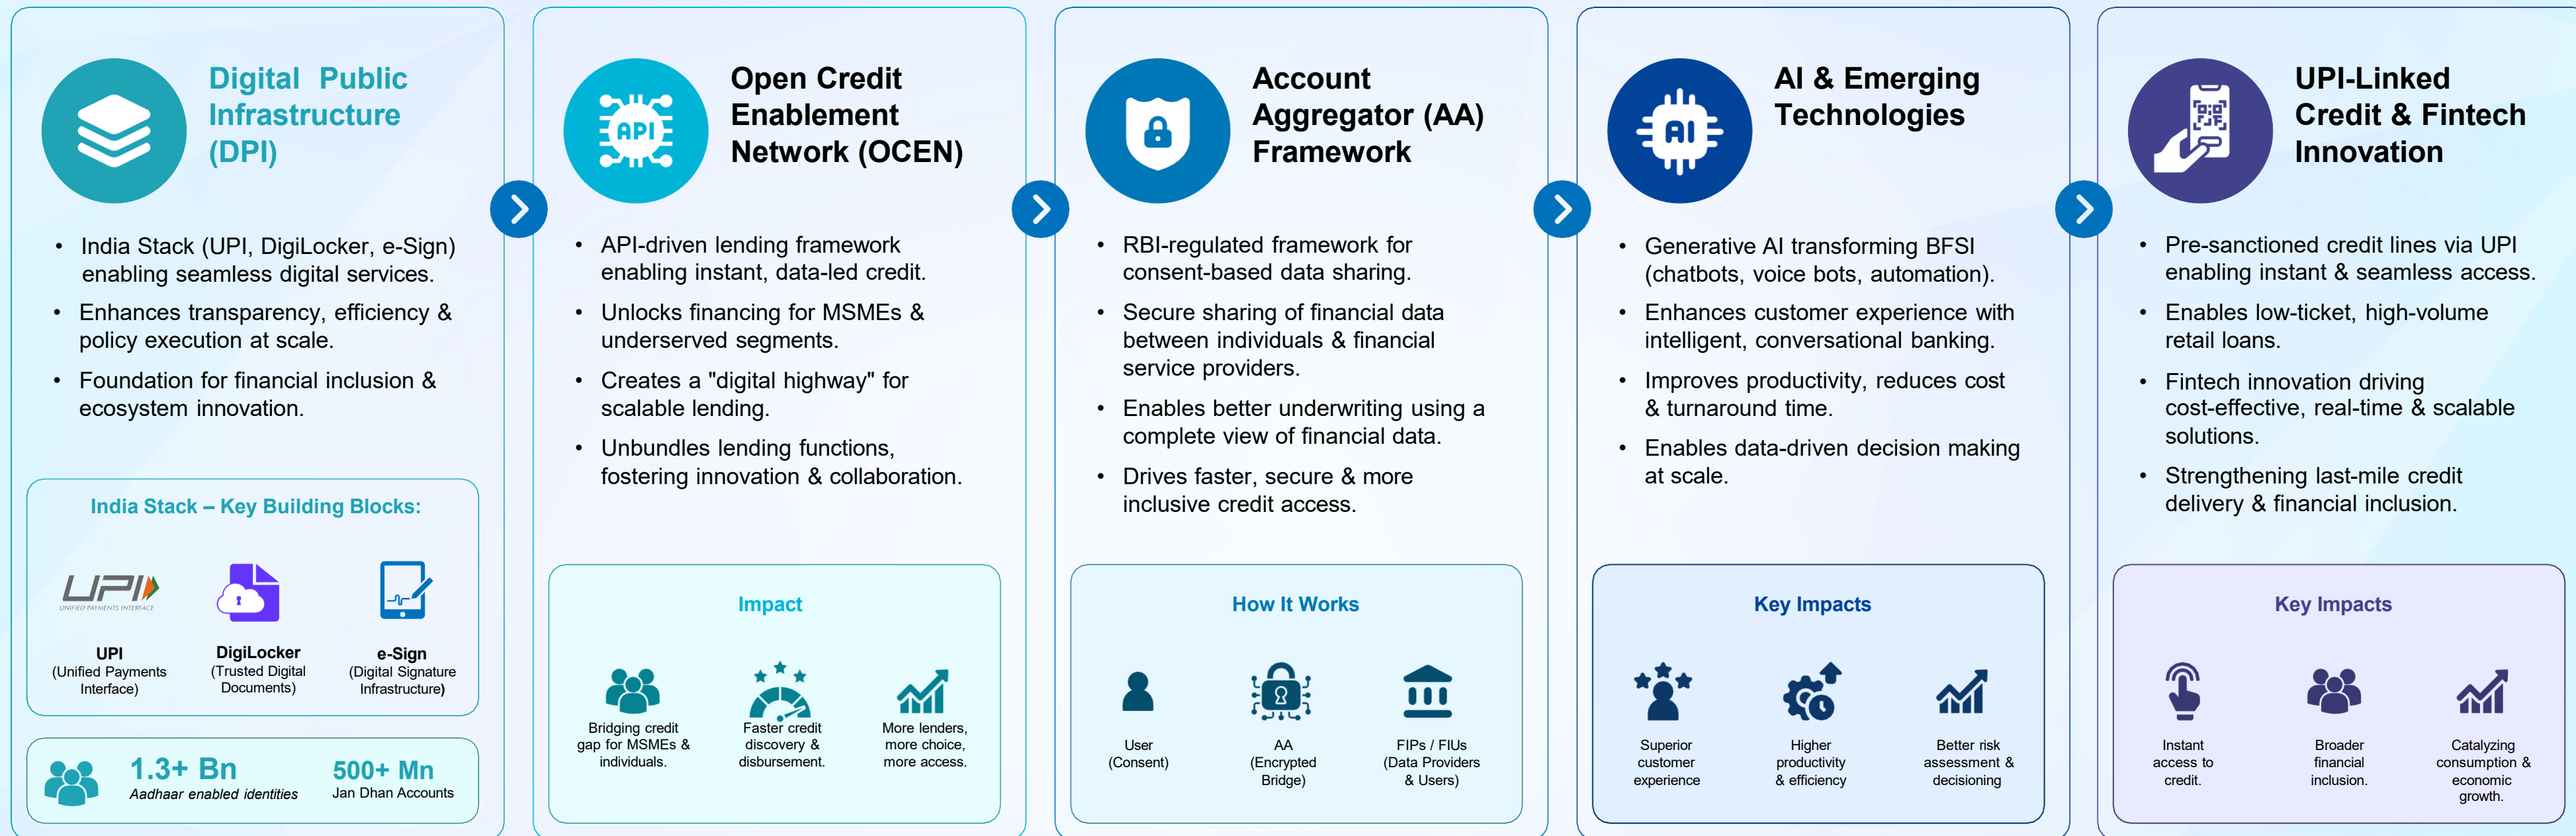 Digital Public
Infrastructure
(DPI)
• India Stack (UPI, DigiLocker, e-Sign)
enabling seamless digital services.
• Enhances transparency, efficiency &
policy execution at scale.
• Foundation for financial inclusion &
ecosystem innovation.
India Stack – Key Building Blocks:
UPI
UNIFIED PAYMENTS INTERFACE
UPI
(Unified Payments
Interface)
DigiLocker
(Trusted Digital
Documents)
e-Sign
(Digital Signature
Infrastructure)
1.3+ Bn
Aadhaar enabled identities
500+ Mn
Jan Dhan Accounts
API
Open Credit
Enablement
Network (OCEN)
• API-driven lending framework
enabling instant, data-led credit.
• Unlocks financing for MSMEs &
underserved segments.
• Creates a "digital highway" for
scalable lending.
• Unbundles lending functions,
fostering innovation & collaboration.
Impact
Bridging credit
gap for MSMEs &
individuals.
Faster credit
discovery &
disbursement.
More lenders,
more choice,
more access.
Account
Aggregator (AA)
Framework
• RBI-regulated framework for
consent-based data sharing.
• Secure sharing of financial data
between individuals & financial
service providers.
• Enables better underwriting using a
complete view of financial data.
• Drives faster, secure & more
inclusive credit access.
How It Works
User
(Consent)
AA
(Encrypted
Bridge)
FIPs / FIUs
(Data Providers
& Users)
AI
AI & Emerging
Technologies
• Generative AI transforming BFSI
(chatbots, voice bots, automation).
• Enhances customer experience with
intelligent, conversational banking.
• Improves productivity, reduces cost
& turnaround time.
• Enables data-driven decision making
at scale.
Key Impacts
Superior
customer
experience
Higher
productivity
& efficiency
Better risk
assessment &
decisioning
UPI-Linked
Credit & Fintech
Innovation
• Pre-sanctioned credit lines via UPI
enabling instant & seamless access.
• Enables low-ticket, high-volume
retail loans.
• Fintech innovation driving
cost-effective, real-time & scalable
solutions.
• Strengthening last-mile credit
delivery & financial inclusion.
Key Impacts
Instant
access to
credit.
Broader
financial
inclusion.
Catalyzing
consumption &
economic
growth.